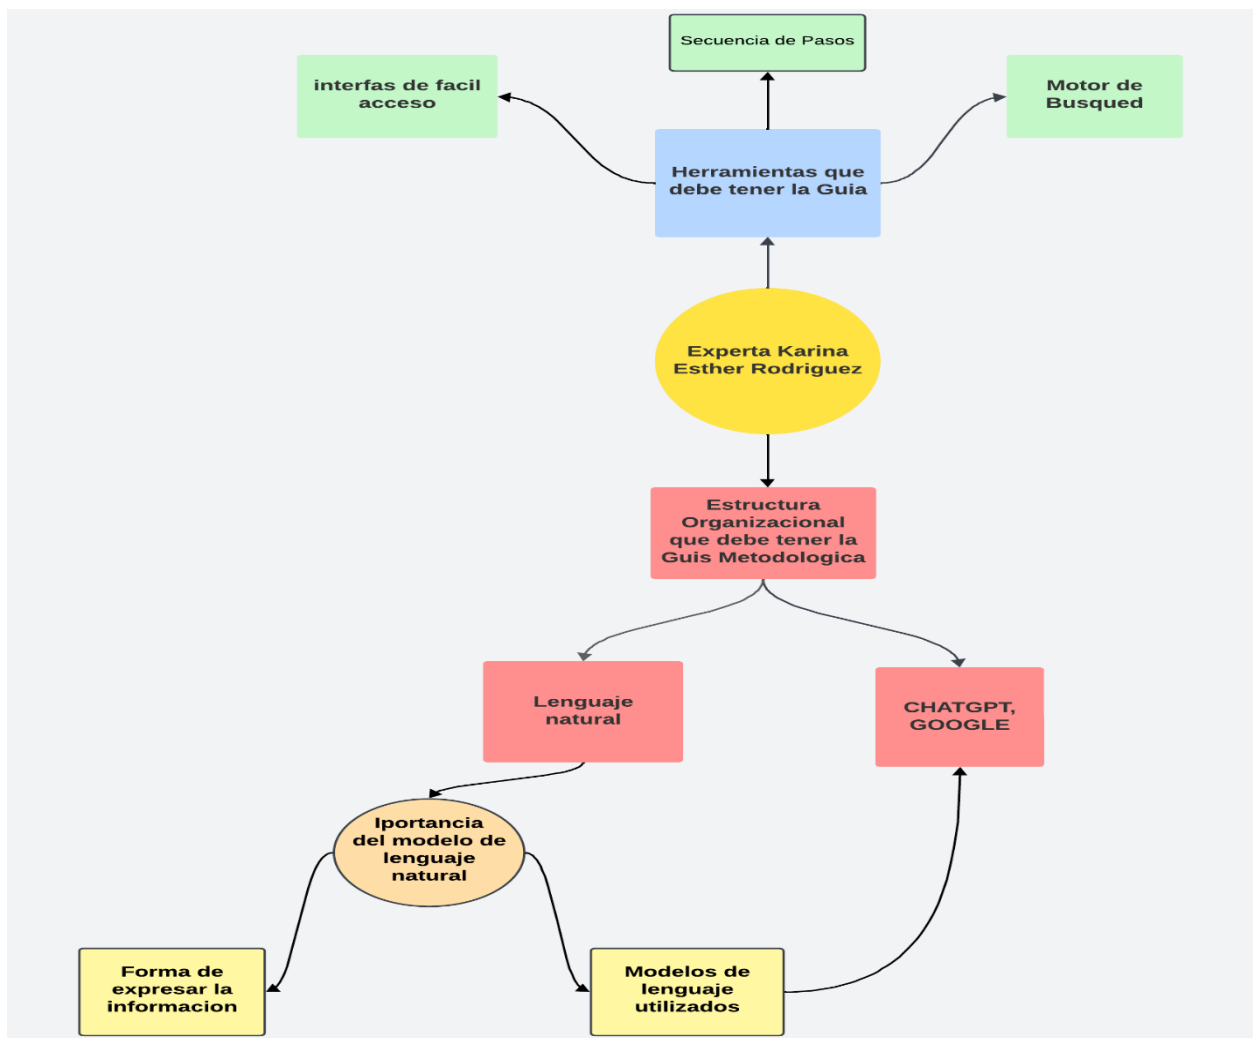 Secuencia de Pasos
interfas de facil
acceso
Motor de
Busqued
Herramientas que
debe tener la Guia
Experta Karina
Esther Rodriguez
Estructura
Organizacional
que debe tener la
Guis Metodologica
Lenguaje
natural
CHATGPT,
GOOGLE
Iportancia
del modelo de
lenguaje
natural
Forma de
expresar la
informacion
Modelos de
lenguaje
utilizados